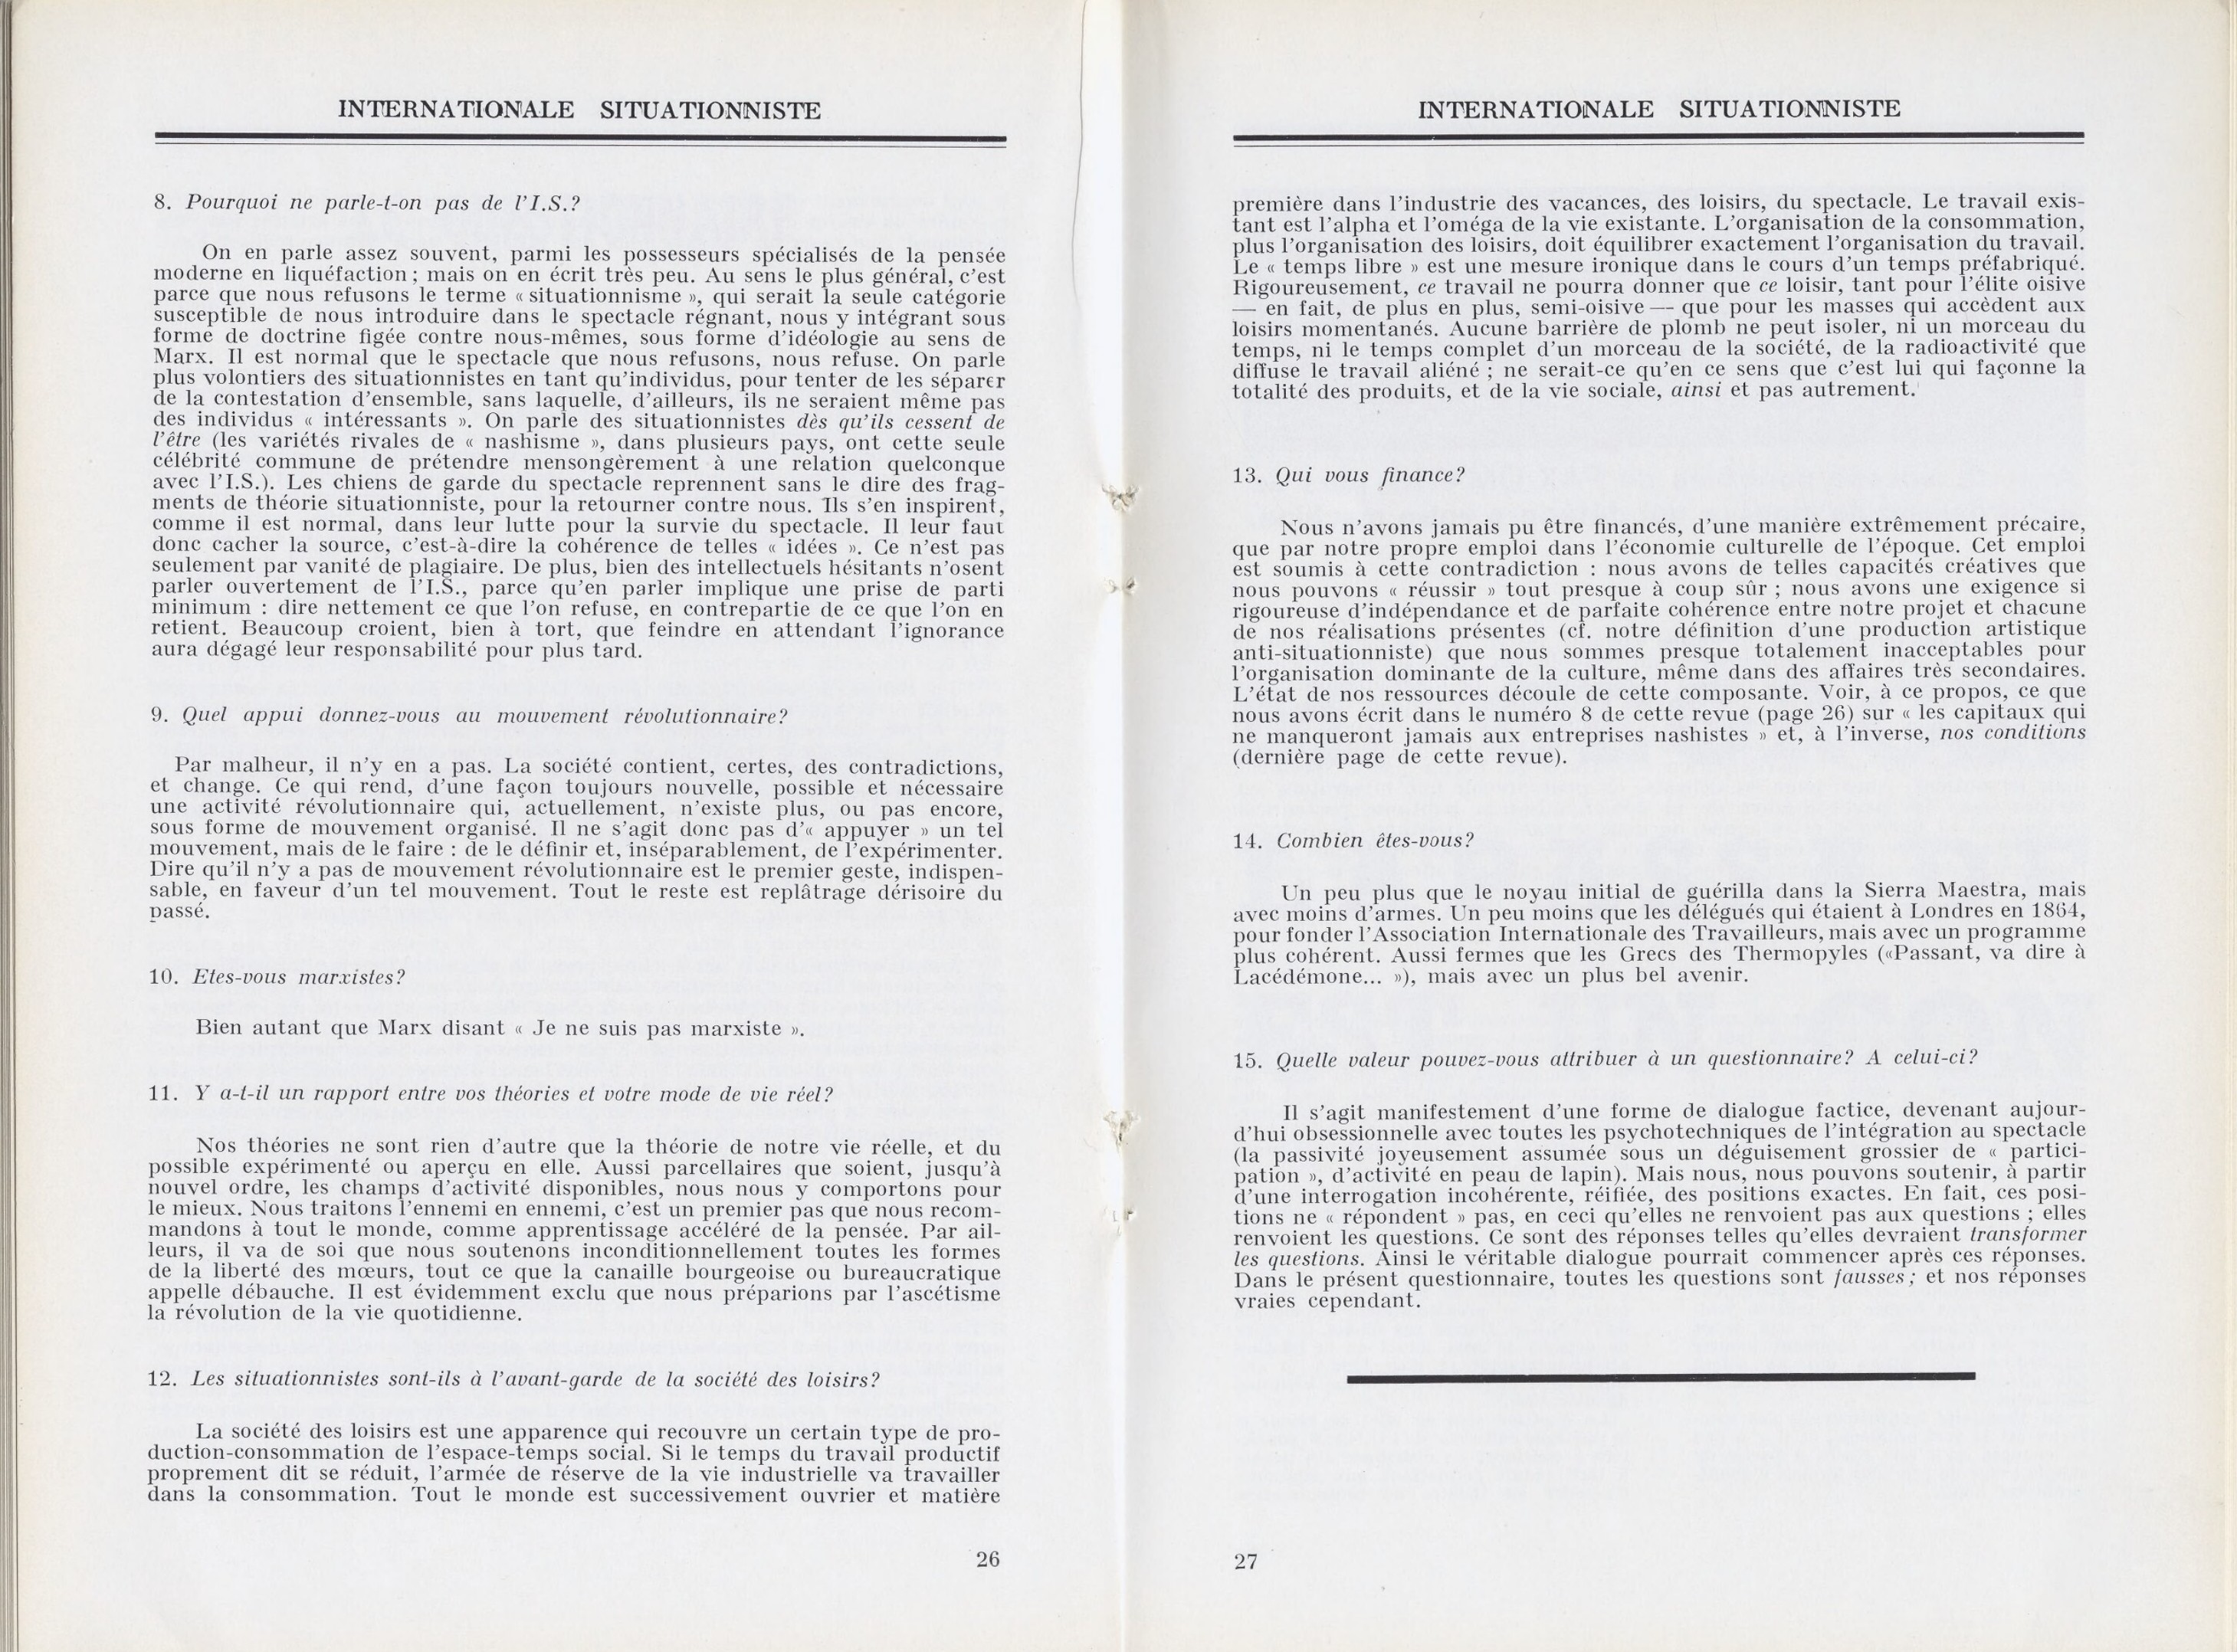 INTERNATIONALE SITUATIONNISTE
8. Pourquoi ne parle-t-on pas de l'I.S.?
On en parle assez souvent, parmi les possesseurs spécialisés de la pensée
moderne en liquéfaction ; mais on en écrit très peu. Au sens le plus général, c'est
parce que nous refusons le terme « situationnisme », qui serait la seule catégorie
susceptible de nous introduire dans le spectacle régnant, nous y intégrant sous
forme de doctrine figée contre nous-mêmes, sous forme d'idéologie au sens de
Marx. Il est normal que le spectacle que nous refusons, nous refuse. On parle
plus volontiers des situationnistes en tant qu'individus, pour tenter de les séparer
de la contestation d'ensemble, sans laquelle, d'ailleurs, ils ne seraient même pas
des individus « intéressants ». On parle des situationnistes dès qu'ils cessent de
l'être (les variétés rivales de « nashisme », dans plusieurs pays, ont cette seule
célébrité commune de prétendre mensongèrement à une relation quelconque
avec l'I.S.). Les chiens de garde du spectacle reprennent sans le dire des frag-
ments de théorie situationniste, pour la retourner contre nous. Ils s'en inspirent,
comme il est normal, dans leur lutte pour la survie du spectacle. Il leur faut
donc cacher la source, c'est-à-dire la cohérence de telles « idées ». Ce n'est pas
seulement par vanité de plagiaire. De plus, bien des intellectuels hésitants n'osent
parler ouvertement de l'I.S., parce qu'en parler implique une prise de parti
minimum : dire nettement ce que l'on refuse, en contrepartie de ce que l'on en
retient. Beaucoup croient, bien à tort, que feindre en attendant l'ignorance
aura dégagé leur responsabilité pour plus tard.
9. Quel appui donnez-vous au mouvement révolutionnaire?
Par malheur, il n'y en a pas. La société contient, certes, des contradictions,
et change. Ce qui rend, d'une façon toujours nouvelle, possible et nécessaire
une activité révolutionnaire qui, actuellement, n'existe plus, ou pas encore,
sous forme de mouvement organisé. Il ne s'agit donc pas d'« appuyer » un tel
mouvement, mais de le faire : de le définir et, inséparablement, de l'expérimenter.
Dire qu'il n'y a pas de mouvement révolutionnaire est le premier geste, indispen-
sable, en faveur d'un tel mouvement. Tout le reste est replâtrage dérisoire du
passé.
10. Etes-vous marxistes?
Bien autant que Marx disant « Je ne suis pas marxiste ».
11. Y a-t-il un rapport entre vos théories et votre mode de vie réel?
Nos théories ne sont rien d'autre que la théorie de notre vie réelle, et du
possible expérimenté ou aperçu en elle. Aussi parcellaires que soient, jusqu'à
nouvel ordre, les champs d'activité disponibles, nous nous y comportons pour
le mieux. Nous traitons l'ennemi en ennemi, c'est un premier pas que nous recom-
mandons à tout le monde, comme apprentissage accéléré de la pensée. Par ail-
leurs, il va de soi que nous soutenons inconditionnellement toutes les formes
de la liberté des mœurs, tout ce que la canaille bourgeoise ou bureaucratique
appelle débauche. Il est évidemment exclu que nous préparions par l'ascétisme
la révolution de la vie quotidienne.
12. Les situationnistes sont-ils à l'avant-garde de la société des loisirs?
La société des loisirs est une apparence qui recouvre un certain type de pro-
duction-consommation de l'espace-temps social. Si le temps du travail productif
proprement dit se réduit, l'armée de réserve de la vie industrielle va travailler
dans la consommation. Tout le monde est successivement ouvrier et matière
26
INTERNATIONALE SITUATIONNISTE
première dans l'industrie des vacances, des loisirs, du spectacle. Le travail exis-
tant est l'alpha et l'oméga de la vie existante. L'organisation de la consommation,
plus l'organisation des loisirs, doit équilibrer exactement l'organisation du travail.
Le « temps libre » est une mesure ironique dans le cours d'un temps préfabriqué.
Rigoureusement, ce travail ne pourra donner que ce loisir, tant pour l'élite oisive
— en fait, de plus en plus, semi-oisive — que pour les masses qui accèdent aux
loisirs momentanés. Aucune barrière de plomb ne peut isoler, ni un morceau du
temps, ni le temps complet d'un morceau de la société, de la radioactivité que
diffuse le travail aliéné ; ne serait-ce qu'en ce sens que c'est lui qui façonne la
totalité des produits, et de la vie sociale, ainsi et pas autrement.
13. Qui vous finance?
Nous n'avons jamais pu être financés, d'une manière extrêmement précaire,
que par notre propre emploi dans l'économie culturelle de l'époque. Cet emploi
est soumis à cette contradiction : nous avons de telles capacités créatives que
nous pouvons « réussir » tout presque à coup sûr ; nous avons une exigence si
rigoureuse d'indépendance et de parfaite cohérence entre notre projet et chacune
de nos réalisations présentes (cf. notre définition d'une production artistique
anti-situationniste) que nous sommes presque totalement inacceptables pour
l'organisation dominante de la culture, même dans des affaires très secondaires.
L'état de nos ressources découle de cette composante. Voir, à ce propos, ce que
nous avons écrit dans le numéro 8 de cette revue (page 26) sur « les capitaux qui
ne manqueront jamais aux entreprises nashistes » et, à l'inverse, nos conditions
(dernière page de cette revue).
14. Combien êtes-vous?
Un peu plus que le noyau initial de guérilla dans la Sierra Maestra, mais
avec moins d'armes. Un peu moins que les délégués qui étaient à Londres en 1864,
pour fonder l'Association Internationale des Travailleurs, mais avec un programme
plus cohérent. Aussi fermes que les Grecs des Thermopyles («Passant, va dire à
Lacédémone... »), mais avec un plus bel avenir.
15. Quelle valeur pouvez-vous attribuer à un questionnaire? A celui-ci?
Il s'agit manifestement d'une forme de dialogue factice, devenant aujour-
d'hui obsessionnelle avec toutes les psychotechniques de l'intégration au spectacle
(la passivité joyeusement assumée sous un déguisement grossier de « partici-
pation », d'activité en peau de lapin). Mais nous, nous pouvons soutenir, à partir
d'une interrogation incohérente, réifiée, des positions exactes. En fait, ces posi-
tions ne « répondent » pas, en ceci qu'elles ne renvoient pas aux questions ; elles
renvoient les questions. Ce sont des réponses telles qu'elles devraient transformer
les questions. Ainsi le véritable dialogue pourrait commencer après ces réponses.
Dans le présent questionnaire, toutes les questions sont fausses ; et nos réponses
vraies cependant.
27